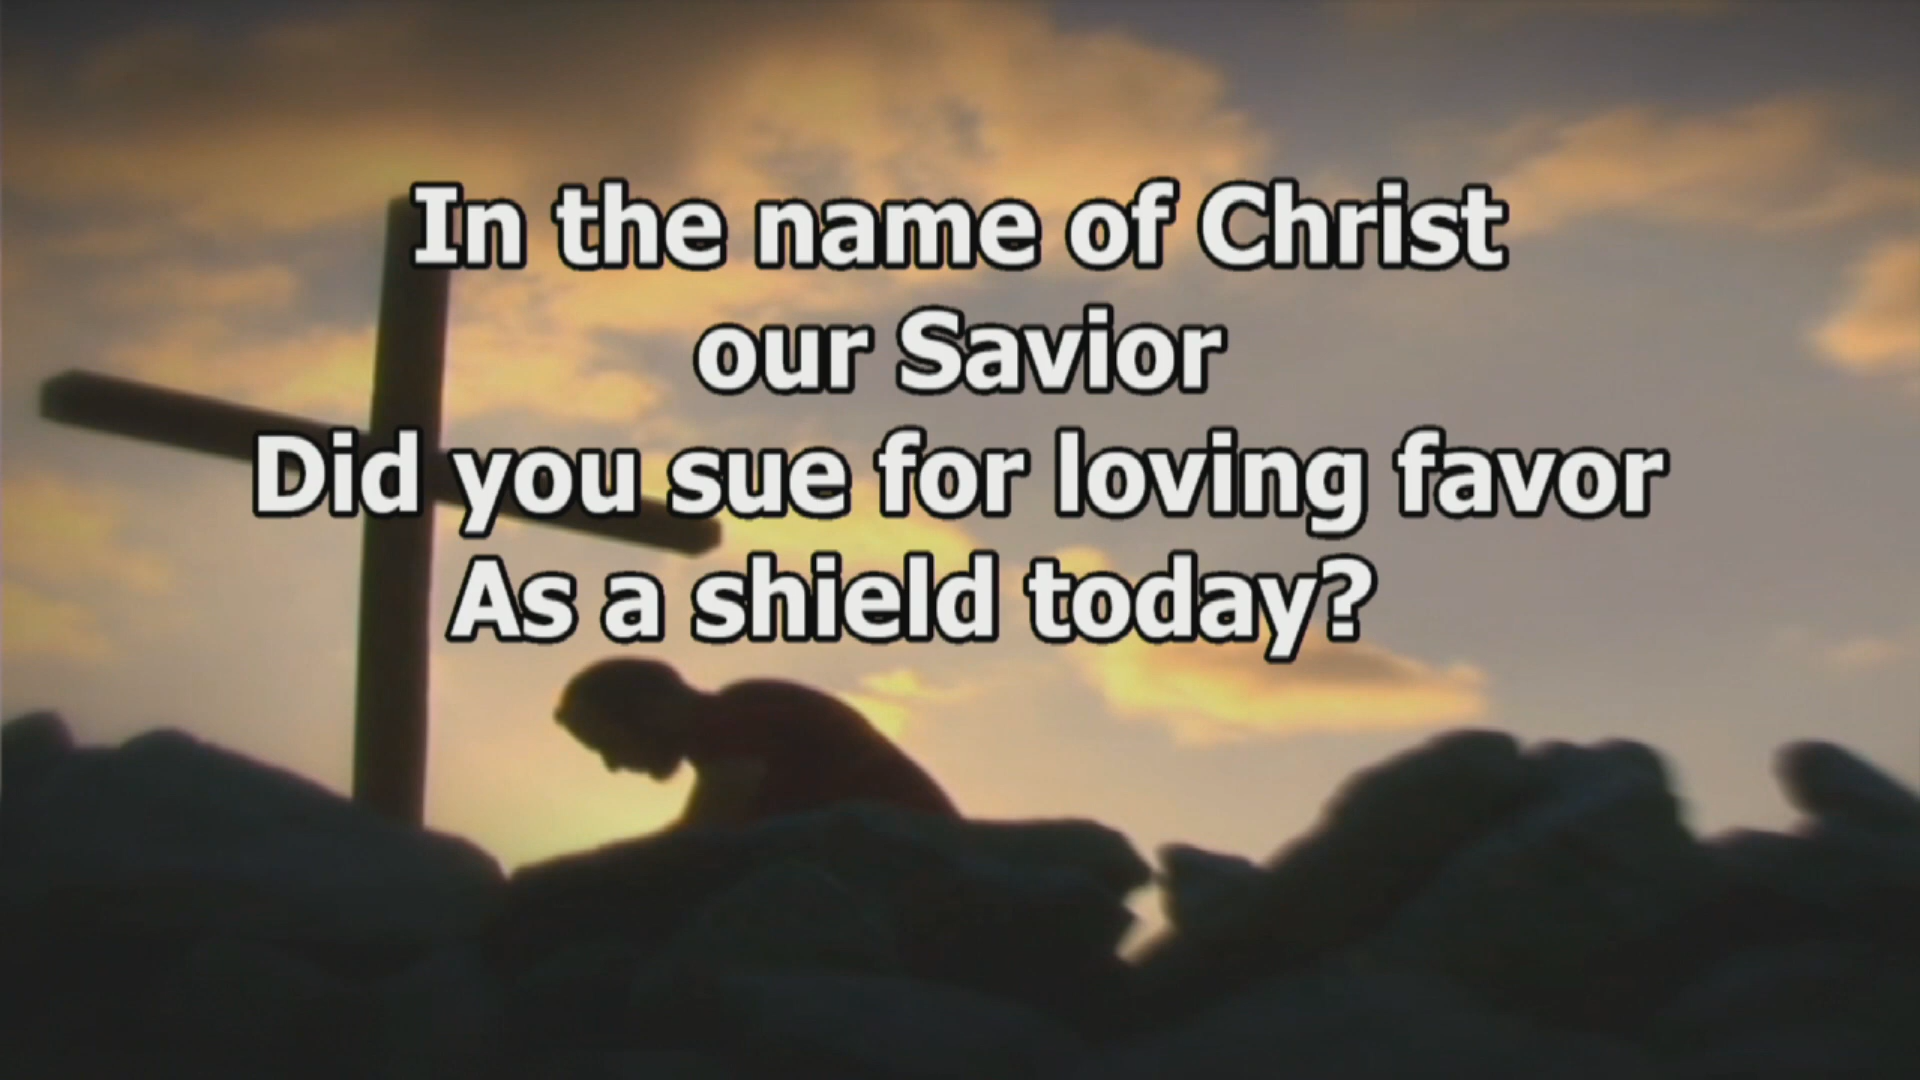 In the name of Christ
our Savior
Did you sue for loving favor
As a shield today?